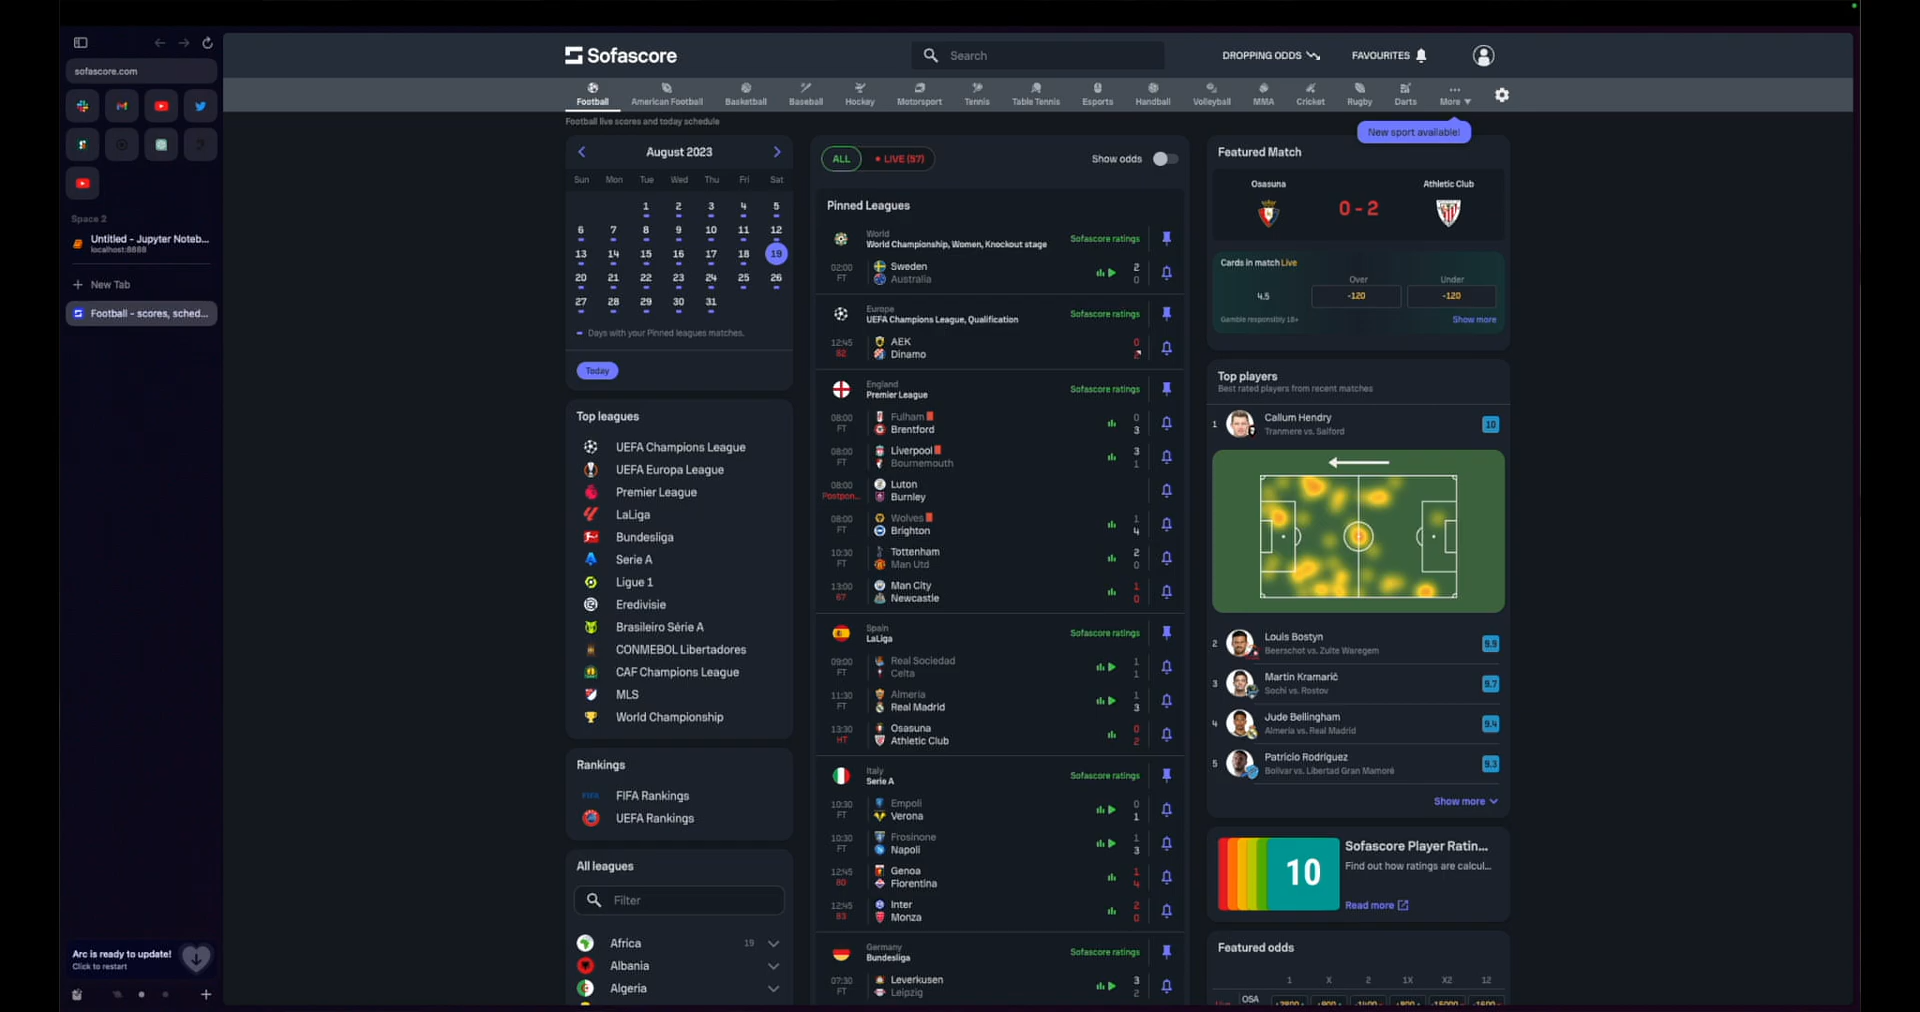 sofascore.com
Space 2
Untitled - Jupyter Noteb...
localhost:8888
New Tab
Football - scores, sched...
Arc is ready to update!
Click to restart
Sofascore
Search
DROPPING ODDS
FAVOURITES
Football
American Football
Basketball
Baseball
Hockey
Motorsport
Tennis
Table Tennis
Esports
Handball
Volleyball
MMA
Cricket
Rugby
Darts
More
Football live scores and today schedule
New sport available!
August 2023
Sun Mon Tue Wed Thu Fri Sat
1 2 3 4 5
6 7 8 9 10 11 12
13 14 15 16 17 18 19
20 21 22 23 24 25 26
27 28 29 30 31
Days with your Pinned leagues matches.
Today
Top leagues
UEFA Champions League
UEFA Europa League
Premier League
LaLiga
Bundesliga
Serie A
Ligue 1
Eredivisie
Brasileiro Série A
CONMEBOL Libertadores
CAF Champions League
MLS
World Championship
Rankings
FIFA FIFA Rankings
UEFA Rankings
All leagues
Filter
Africa 19
Albania
Algeria
ALL
LIVE (97)
Show odds
Pinned Leagues
World
World Championship, Women, Knockout stage
Sofascore ratings
02:00 Sweden 2
FT Australia 0
Europe
UEFA Champions League, Qualification
Sofascore ratings
12:45 AEK 0
82 Dinamo 2
England
Premier League
Sofascore ratings
08:00 Fulham 0
FT Brentford 3
08:00 Liverpool 3
FT Bournemouth 1
08:00 Luton
Postpon... Burnley
08:00 Wolves 1
FT Brighton 4
10:30 Tottenham 2
FT Man Utd 0
13:00 Man City 1
67 Newcastle 0
Spain
LaLiga
Sofascore ratings
09:00 Real Sociedad 1
FT Celta 1
11:30 Almeria 1
FT Real Madrid 3
13:30 Osasuna 0
HT Athletic Club 2
Italy
Serie A
Sofascore ratings
10:30 Empoli 0
FT Verona 1
10:30 Frosinone 1
FT Napoli 3
12:45 Genoa 1
80 Fiorentina 4
12:45 Inter 2
83 Monza 0
Germany
Bundesliga
Sofascore ratings
07:30 Leverkusen 3
FT Leipzig 2
Featured Match
Osasuna
Athletic Club
0 - 2
Cards in match Live
Over
Under
4.5
-120
-120
Gamble responsibly 18+
Show more
Top players
Best rated players from recent matches
1 Callum Hendry 10
Tranmere vs. Salford
2 Louis Bostyn 9.9
Beerschot vs. Zulte Waregem
3 Martin Kramarič 9.7
Sochi vs. Rostov
4 Jude Bellingham 9.4
Almeria vs. Real Madrid
5 Patricio Rodríguez 9.3
Bolívar vs. Libertad Gran Mamoré
Show more
10
Sofascore Player Ratin...
Find out how ratings are calcul...
Read more
Featured odds
1 X 2 1X X2 12
OSA